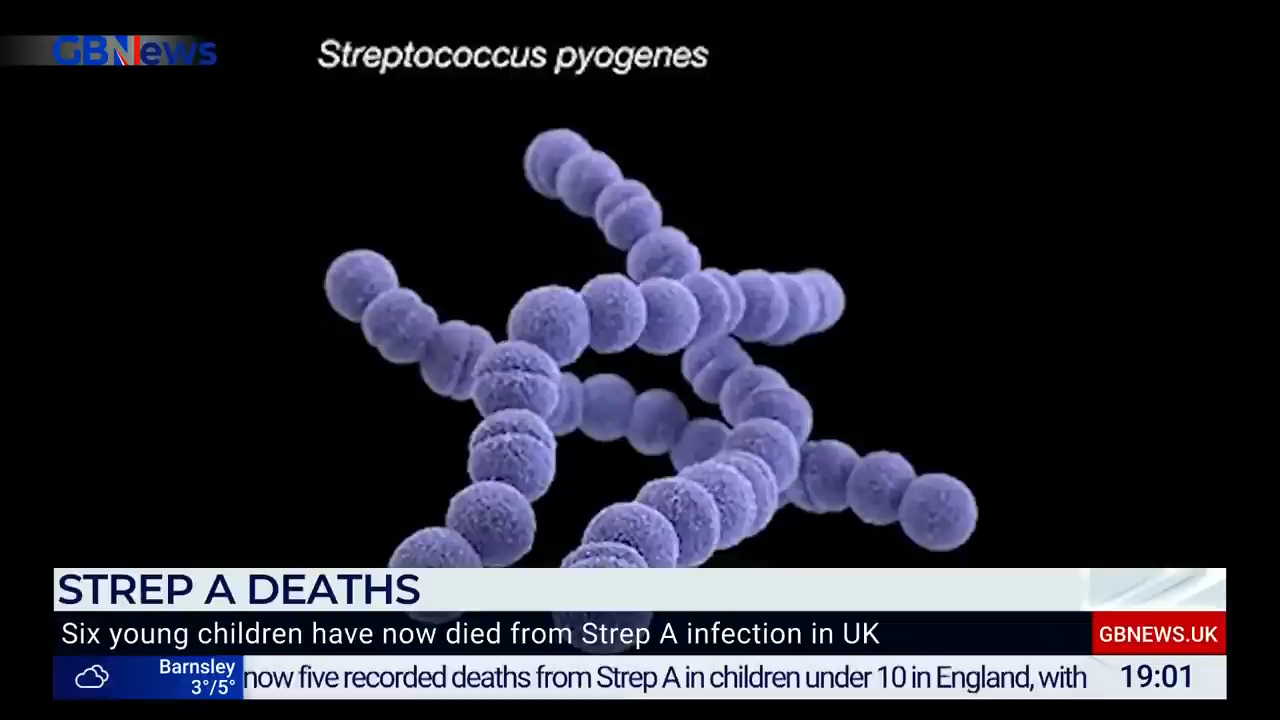 GBNews
Streptococcus pyogenes
STREP A DEATHS
Six young children have now died from Strep A infection in UK
GBNEWS.UK
Barnsley
3°/5°
now five recorded deaths from Strep A in children under 10 in England, with
19:01